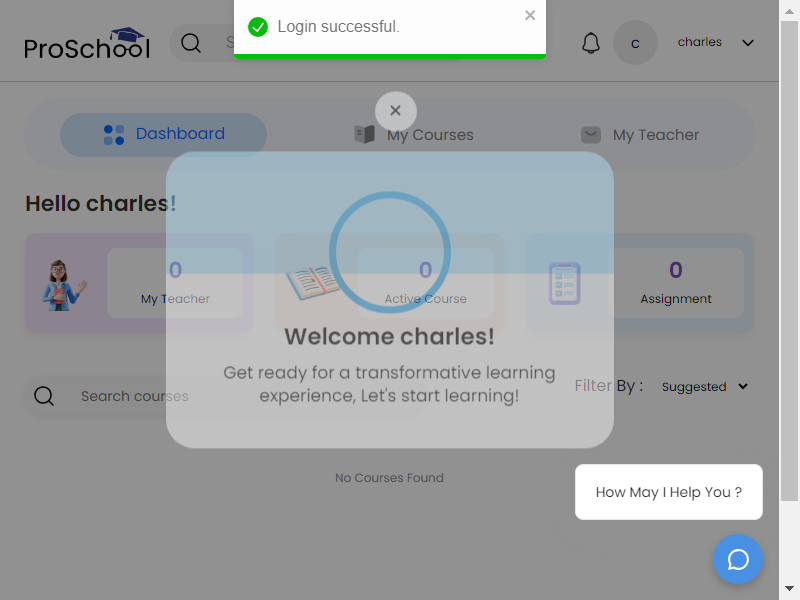 Login successful.
ProSchool
S
c
charles
Dashboard
My Courses
My Teacher
Hello charles!
0
My Teacher
0
Active Course
0
Assignment
Welcome charles!
Get ready for a transformative learning
experience, Let's start learning!
Search courses
Filter By :
Suggested
No Courses Found
How May I Help You ?